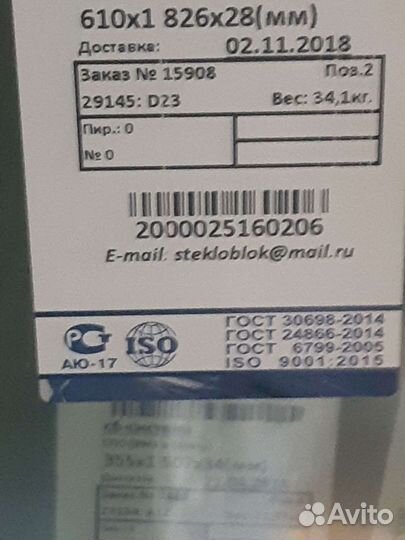 610х1 826х28(мм)
Доставка: 02.11.2018
Заказ № 15908 Поз.2
29145: D23 Вес: 34,1кг.
Пир.: 0
№ 0
2000025160206
E-mail: stekloblok@mail.ru
РСТ ISO
АЮ-17
ГОСТ 30698-2014
ГОСТ 24866-2014
ГОСТ 6799-2005
ISO 9001:2015
Avito